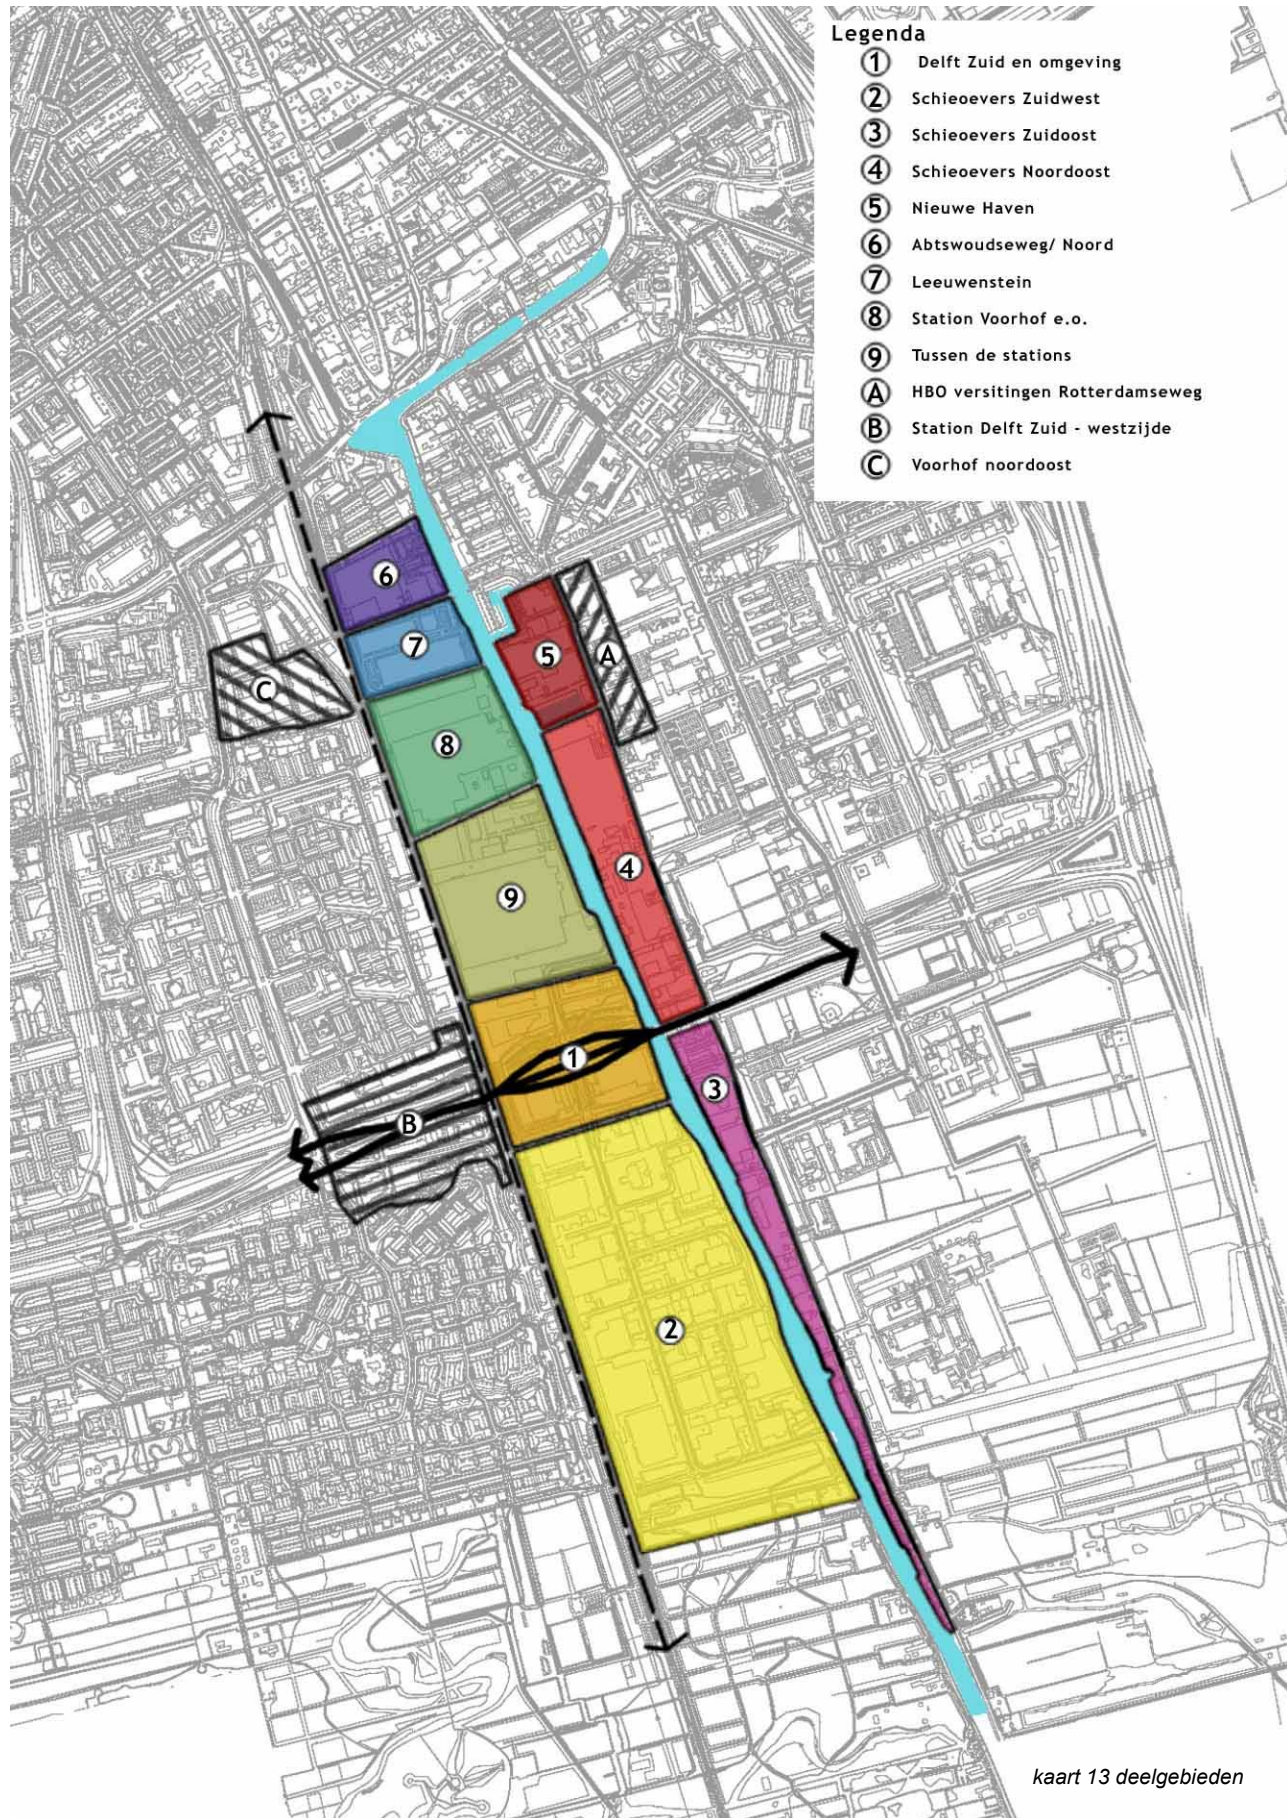 Legenda
1 Delft Zuid en omgeving
2 Schieoevers Zuidwest
3 Schieoevers Zuidoost
4 Schieoevers Noordoost
5 Nieuwe Haven
6 Abtswoudseweg/ Noord
7 Leeuwenstein
8 Station Voorhof e.o.
9 Tussen de stations
A HBO versitingen Rotterdamseweg
B Station Delft Zuid - westzijde
C Voorhof noordoost
6
7
5
A
C
8
4
9
1
3
B
2
kaart 13 deelgebieden